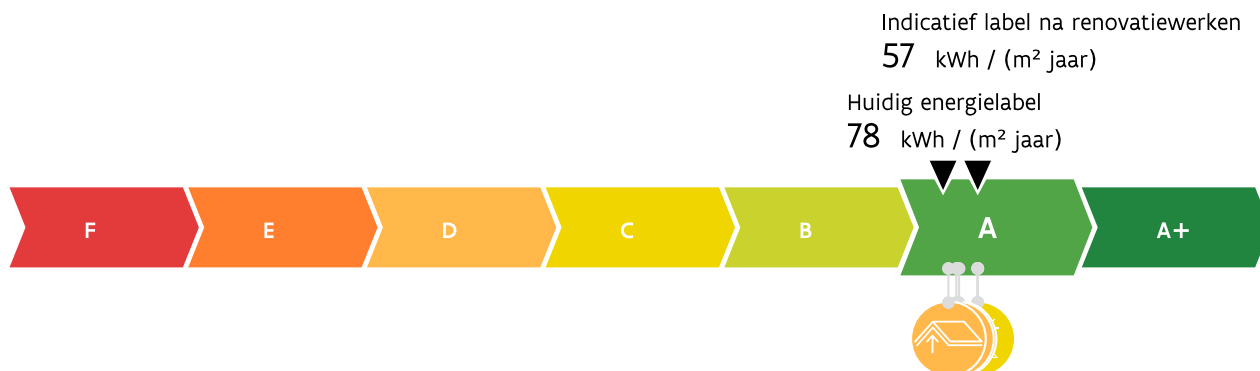 Indicatief label na renovatiewerken
57 kWh / (m² jaar)
Huidig energielabel
78 kWh / (m² jaar)
F E D C B A A+